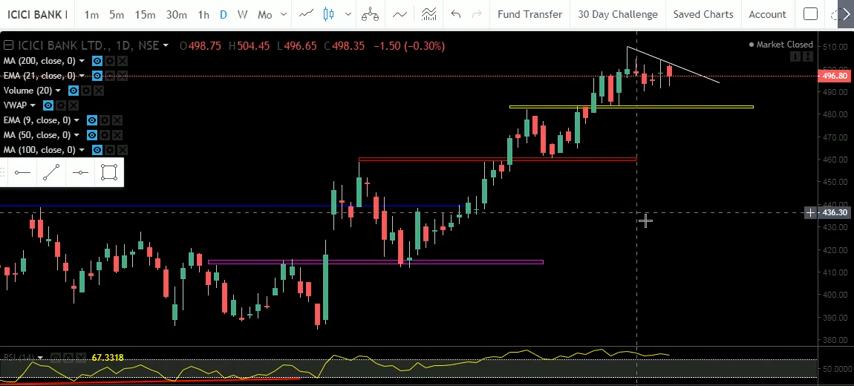 ICICI BANK I 1m 5m 15m 30m 1h D W Mo Fund Transfer 30 Day Challenge Saved Charts Account
ICICI BANK LTD., 1D, NSE O498.75 H504.45 L496.65 C498.35 −1.50 (−0.30%)
Market Closed
MA (200, close, 0)
EMA (21, close, 0)
Volume (20)
VWAP
EMA (9, close, 0)
MA (50, close, 0)
MA (100, close, 0)
510.00
496.80
490.00
480.00
470.00
460.00
450.00
440.00
436.30
430.00
420.00
410.00
400.00
390.00
380.00
RSI (14) 67.3318
50.0000